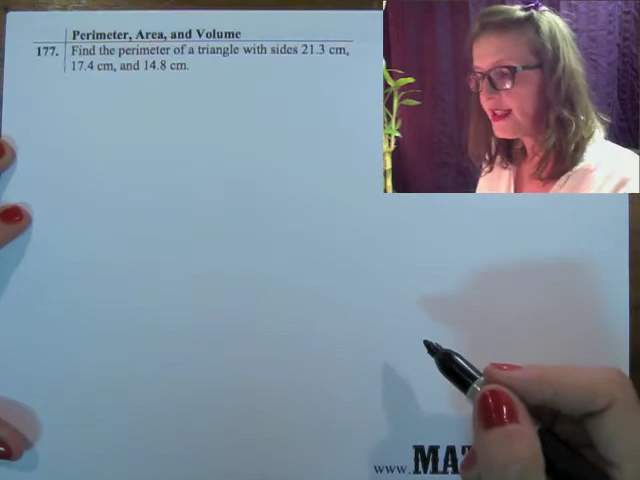 Perimeter, Area, and Volume
177. Find the perimeter of a triangle with sides 21.3 cm,
17.4 cm, and 14.8 cm.
www.